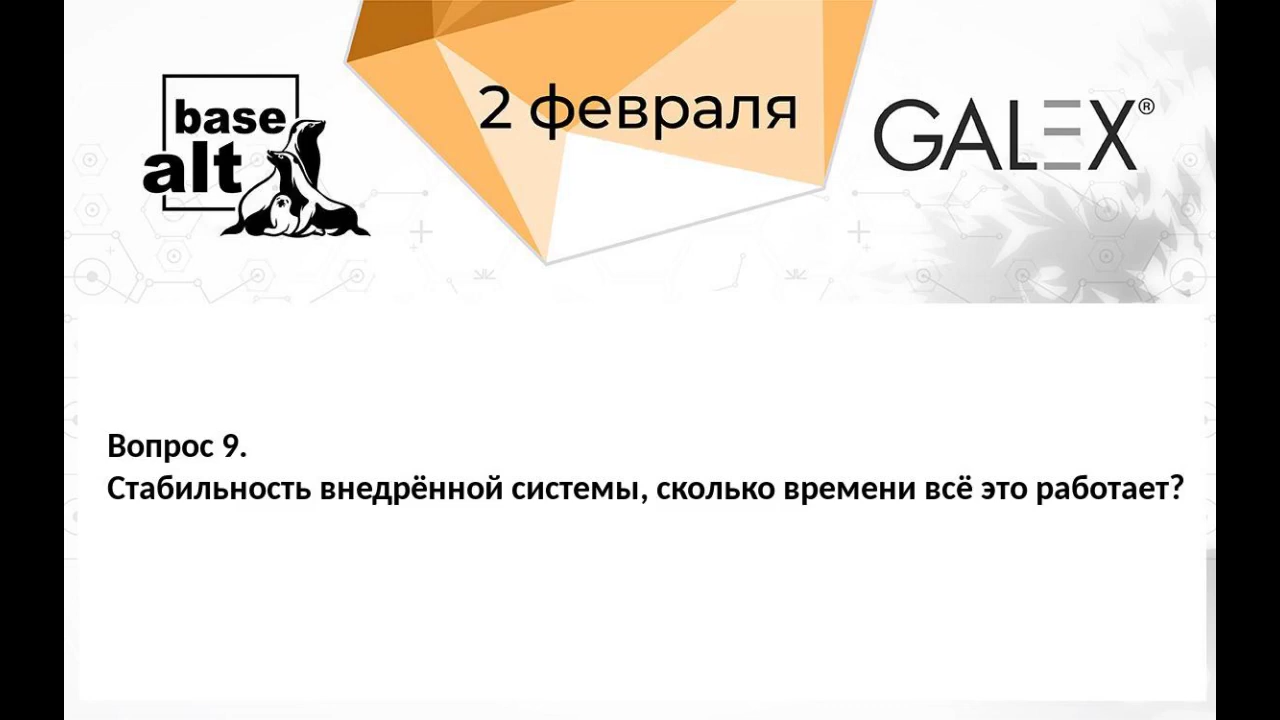 base
alt
2 февраля
GALEX®
Вопрос 9.
Стабильность внедрённой системы, сколько времени всё это работает?